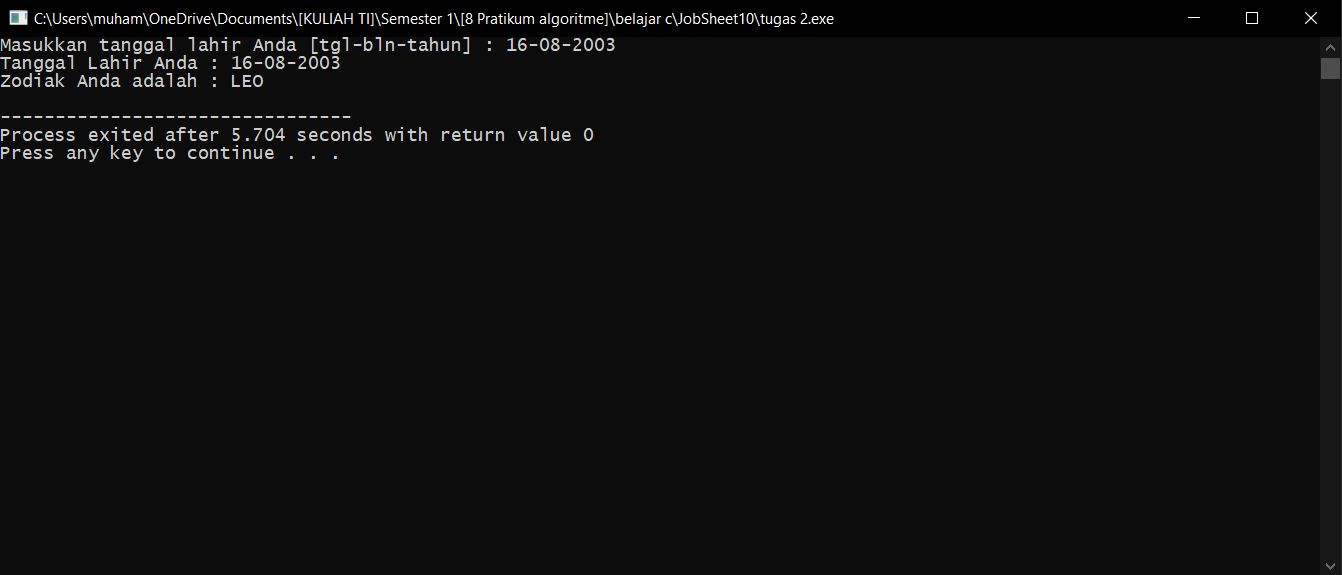 C:\Users\muham\OneDrive\Documents\[KULIAH TI]\Semester 1\[8 Pratikum algoritme]\belajar c\JobSheet10\tugas 2.exe
Masukkan tanggal lahir Anda [tgl-bln-tahun] : 16-08-2003
Tanggal Lahir Anda : 16-08-2003
Zodiak Anda adalah : LEO
--------------------------------
Process exited after 5.704 seconds with return value 0
Press any key to continue . . .